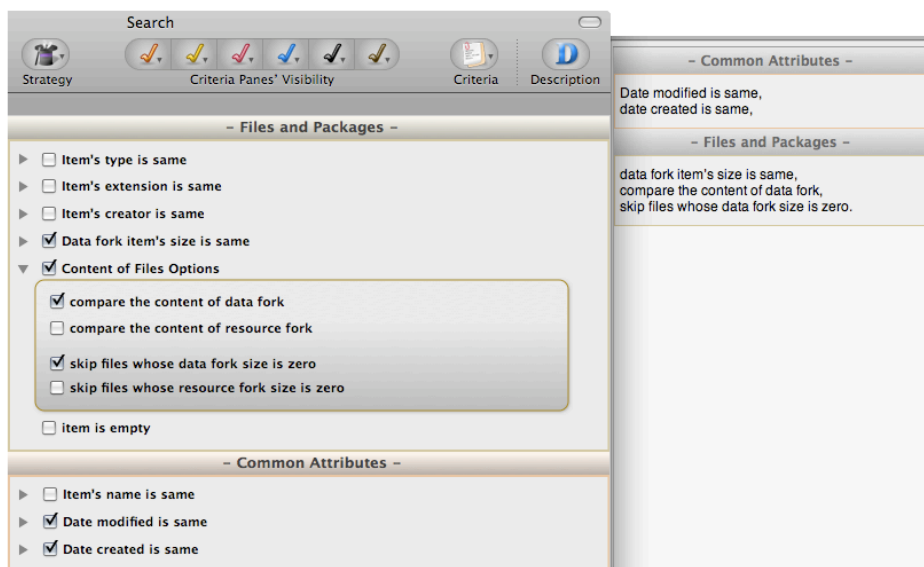 Search
Strategy
Criteria Panes' Visibility
Criteria
Description
– Files and Packages –
Item's type is same
Item's extension is same
Item's creator is same
Data fork item's size is same
Content of Files Options
compare the content of data fork
compare the content of resource fork
skip files whose data fork size is zero
skip files whose resource fork size is zero
item is empty
– Common Attributes –
Item's name is same
Date modified is same
Date created is same
– Common Attributes –
Date modified is same,
date created is same,
– Files and Packages –
data fork item's size is same,
compare the content of data fork,
skip files whose data fork size is zero.